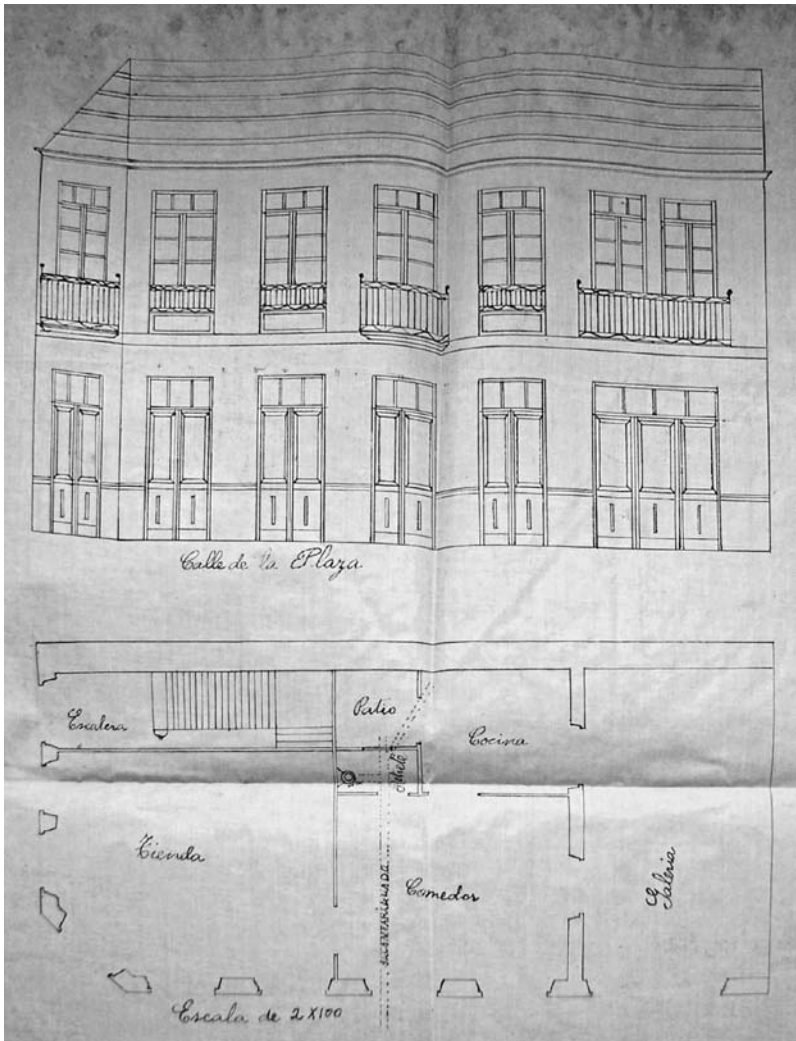 Calle de la Plaza.
Patio
Escalera
Cocina
Tienda
Comedor
Galeria
Escala de 2 X 100